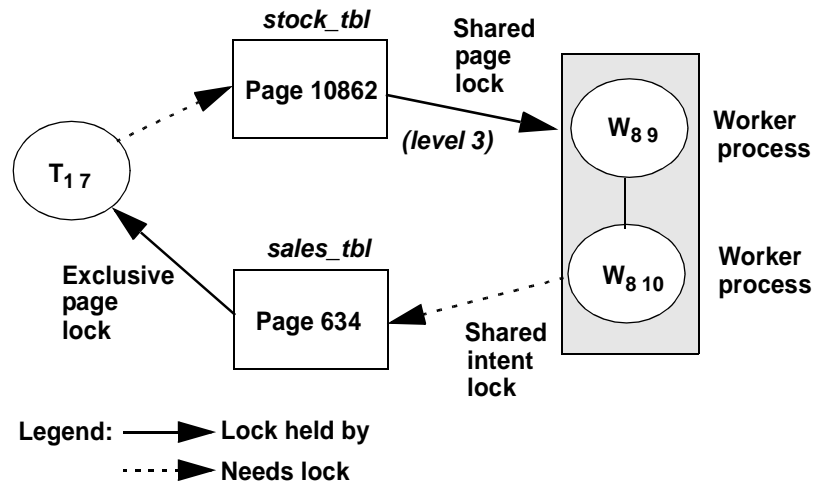 stock_tbl
Page 10862
Shared
page
lock
(level 3)
W8 9
Worker
process
T1 7
sales_tbl
Exclusive
page
lock
Page 634
Shared
intent
lock
W8 10
Worker
process
Legend:
Lock held by
Needs lock